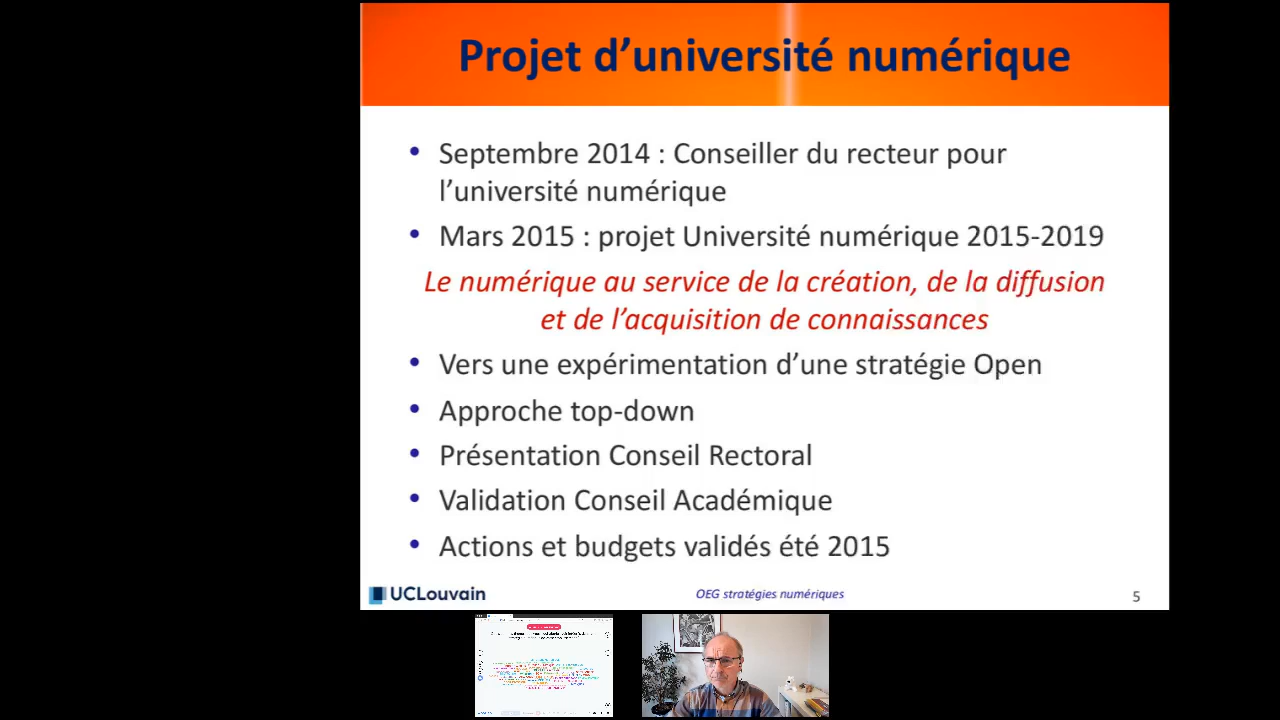 Projet d’université numérique
• Septembre 2014 : Conseiller du recteur pour
l’université numérique
• Mars 2015 : projet Université numérique 2015-2019
Le numérique au service de la création, de la diffusion
et de l’acquisition de connaissances
• Vers une expérimentation d’une stratégie Open
• Approche top-down
• Présentation Conseil Rectoral
• Validation Conseil Académique
• Actions et budgets validés été 2015
UCLouvain
OEG stratégies numériques
5